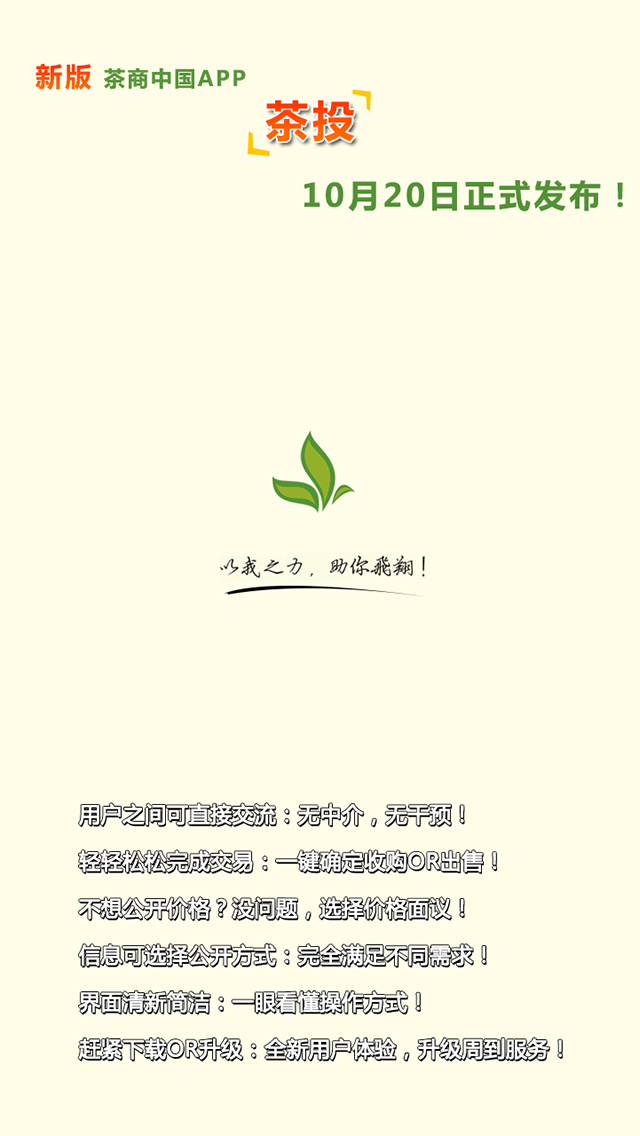 新版 茶商中国APP
茶投
10月20日正式发布！
以我之力，助你飛翔！
用户之间可直接交流：无中介，无干预！
轻轻松松完成交易：一键确定收购OR出售！
不想公开价格？没问题，选择价格面议！
信息可选择公开方式：完全满足不同需求！
界面清新简洁：一眼看懂操作方式！
赶紧下载OR升级：全新用户体验，升级周到服务！